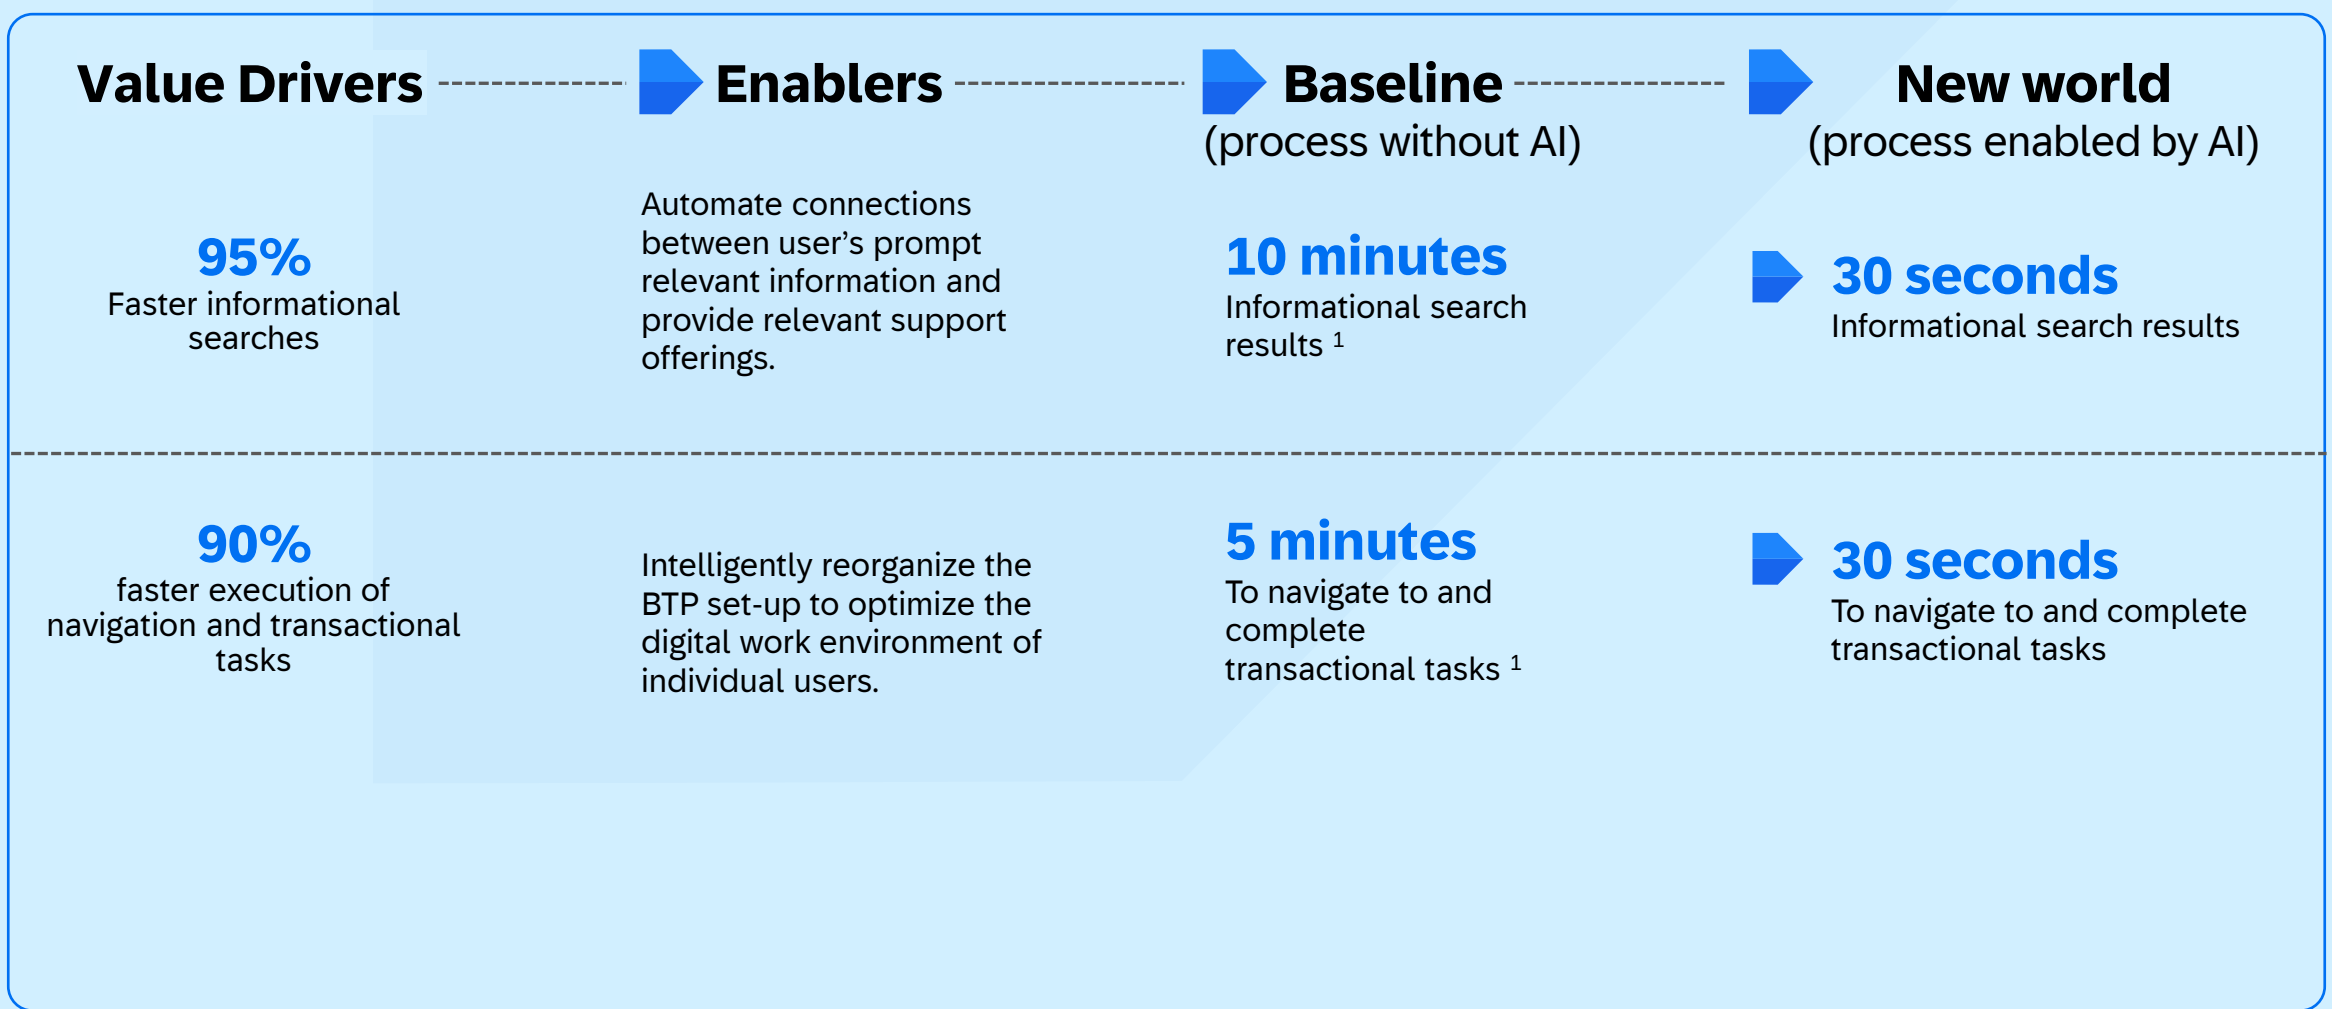 Value Drivers
Enablers
Baseline
(process without AI)
New world
(process enabled by AI)
95%
Faster informational
searches
Automate connections
between user’s prompt
relevant information and
provide relevant support
offerings.
10 minutes
Informational search
results 1
30 seconds
Informational search results
90%
faster execution of
navigation and transactional
tasks
Intelligently reorganize the
BTP set-up to optimize the
digital work environment of
individual users.
5 minutes
To navigate to and
complete
transactional tasks 1
30 seconds
To navigate to and complete
transactional tasks